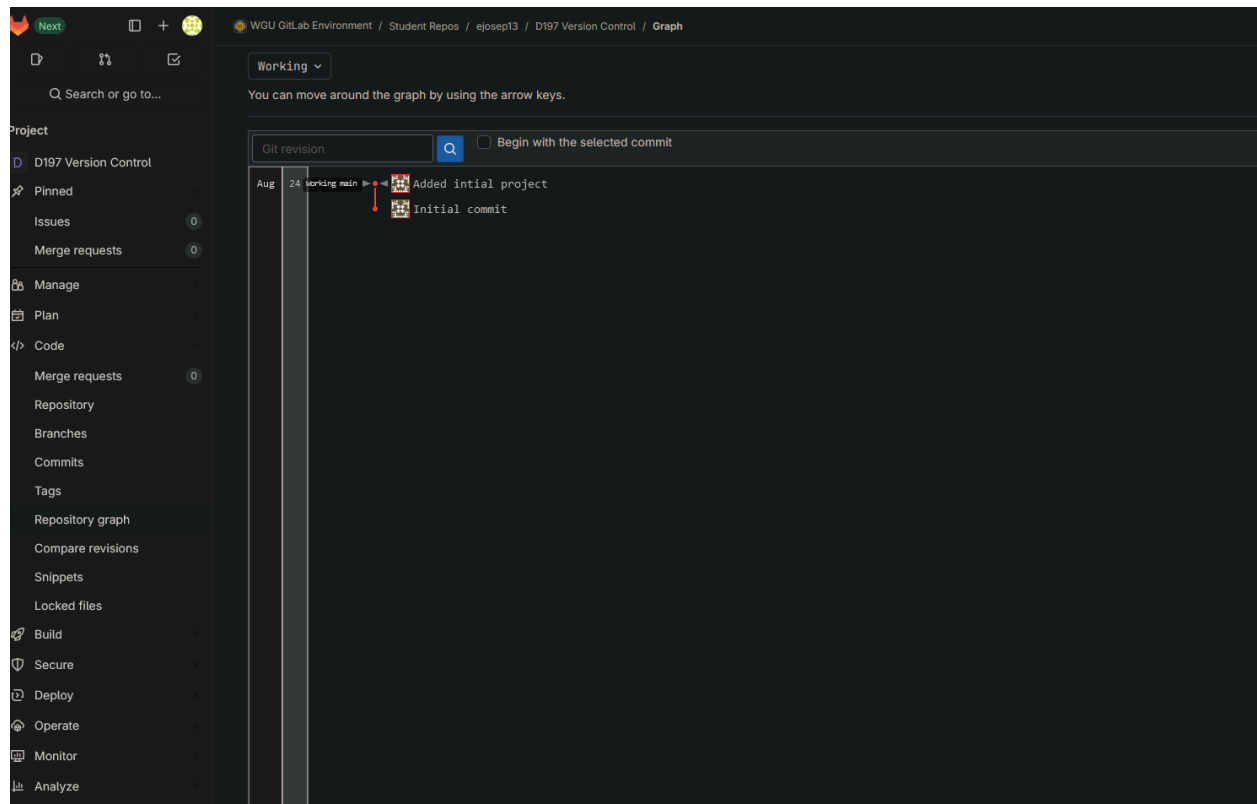 Next
WGU GitLab Environment / Student Repos / ejosep13 / D197 Version Control / Graph
Search or go to...
Project
D D197 Version Control
Pinned
Issues 0
Merge requests 0
Manage
Plan
Code
Merge requests 0
Repository
Branches
Commits
Tags
Repository graph
Compare revisions
Snippets
Locked files
Build
Secure
Deploy
Operate
Monitor
Analyze
Working
You can move around the graph by using the arrow keys.
Git revision
Begin with the selected commit
Aug 24 Working main Added intial project
Initial commit